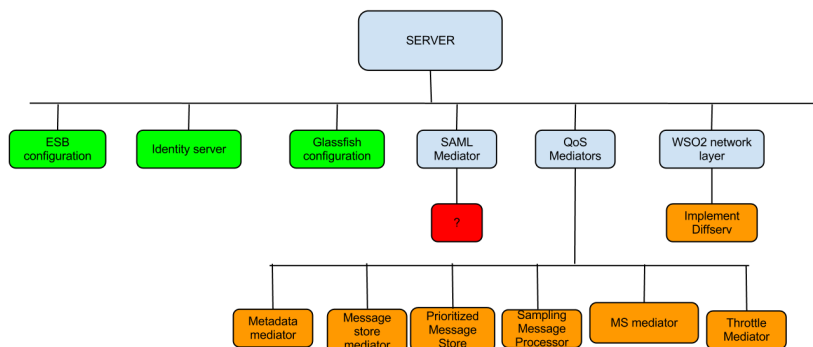 SERVER
ESB
configuration
Identity server
Glassfish
configuration
SAML
Mediator
QoS
Mediators
WSO2 network
layer
?
Implement
Diffserv
Metadata
mediator
Message
store
mediator
Prioritized
Message
Store
Sampling
Message
Processor
MS mediator
Throttle
Mediator